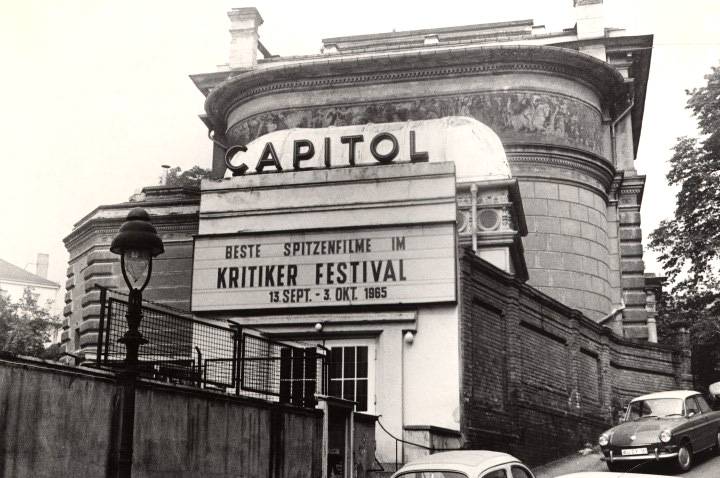 CAPITOL
BESTE SPITZENFILME IM
KRITIKER FESTIVAL
13. SEPT. - 3. OKT. 1965